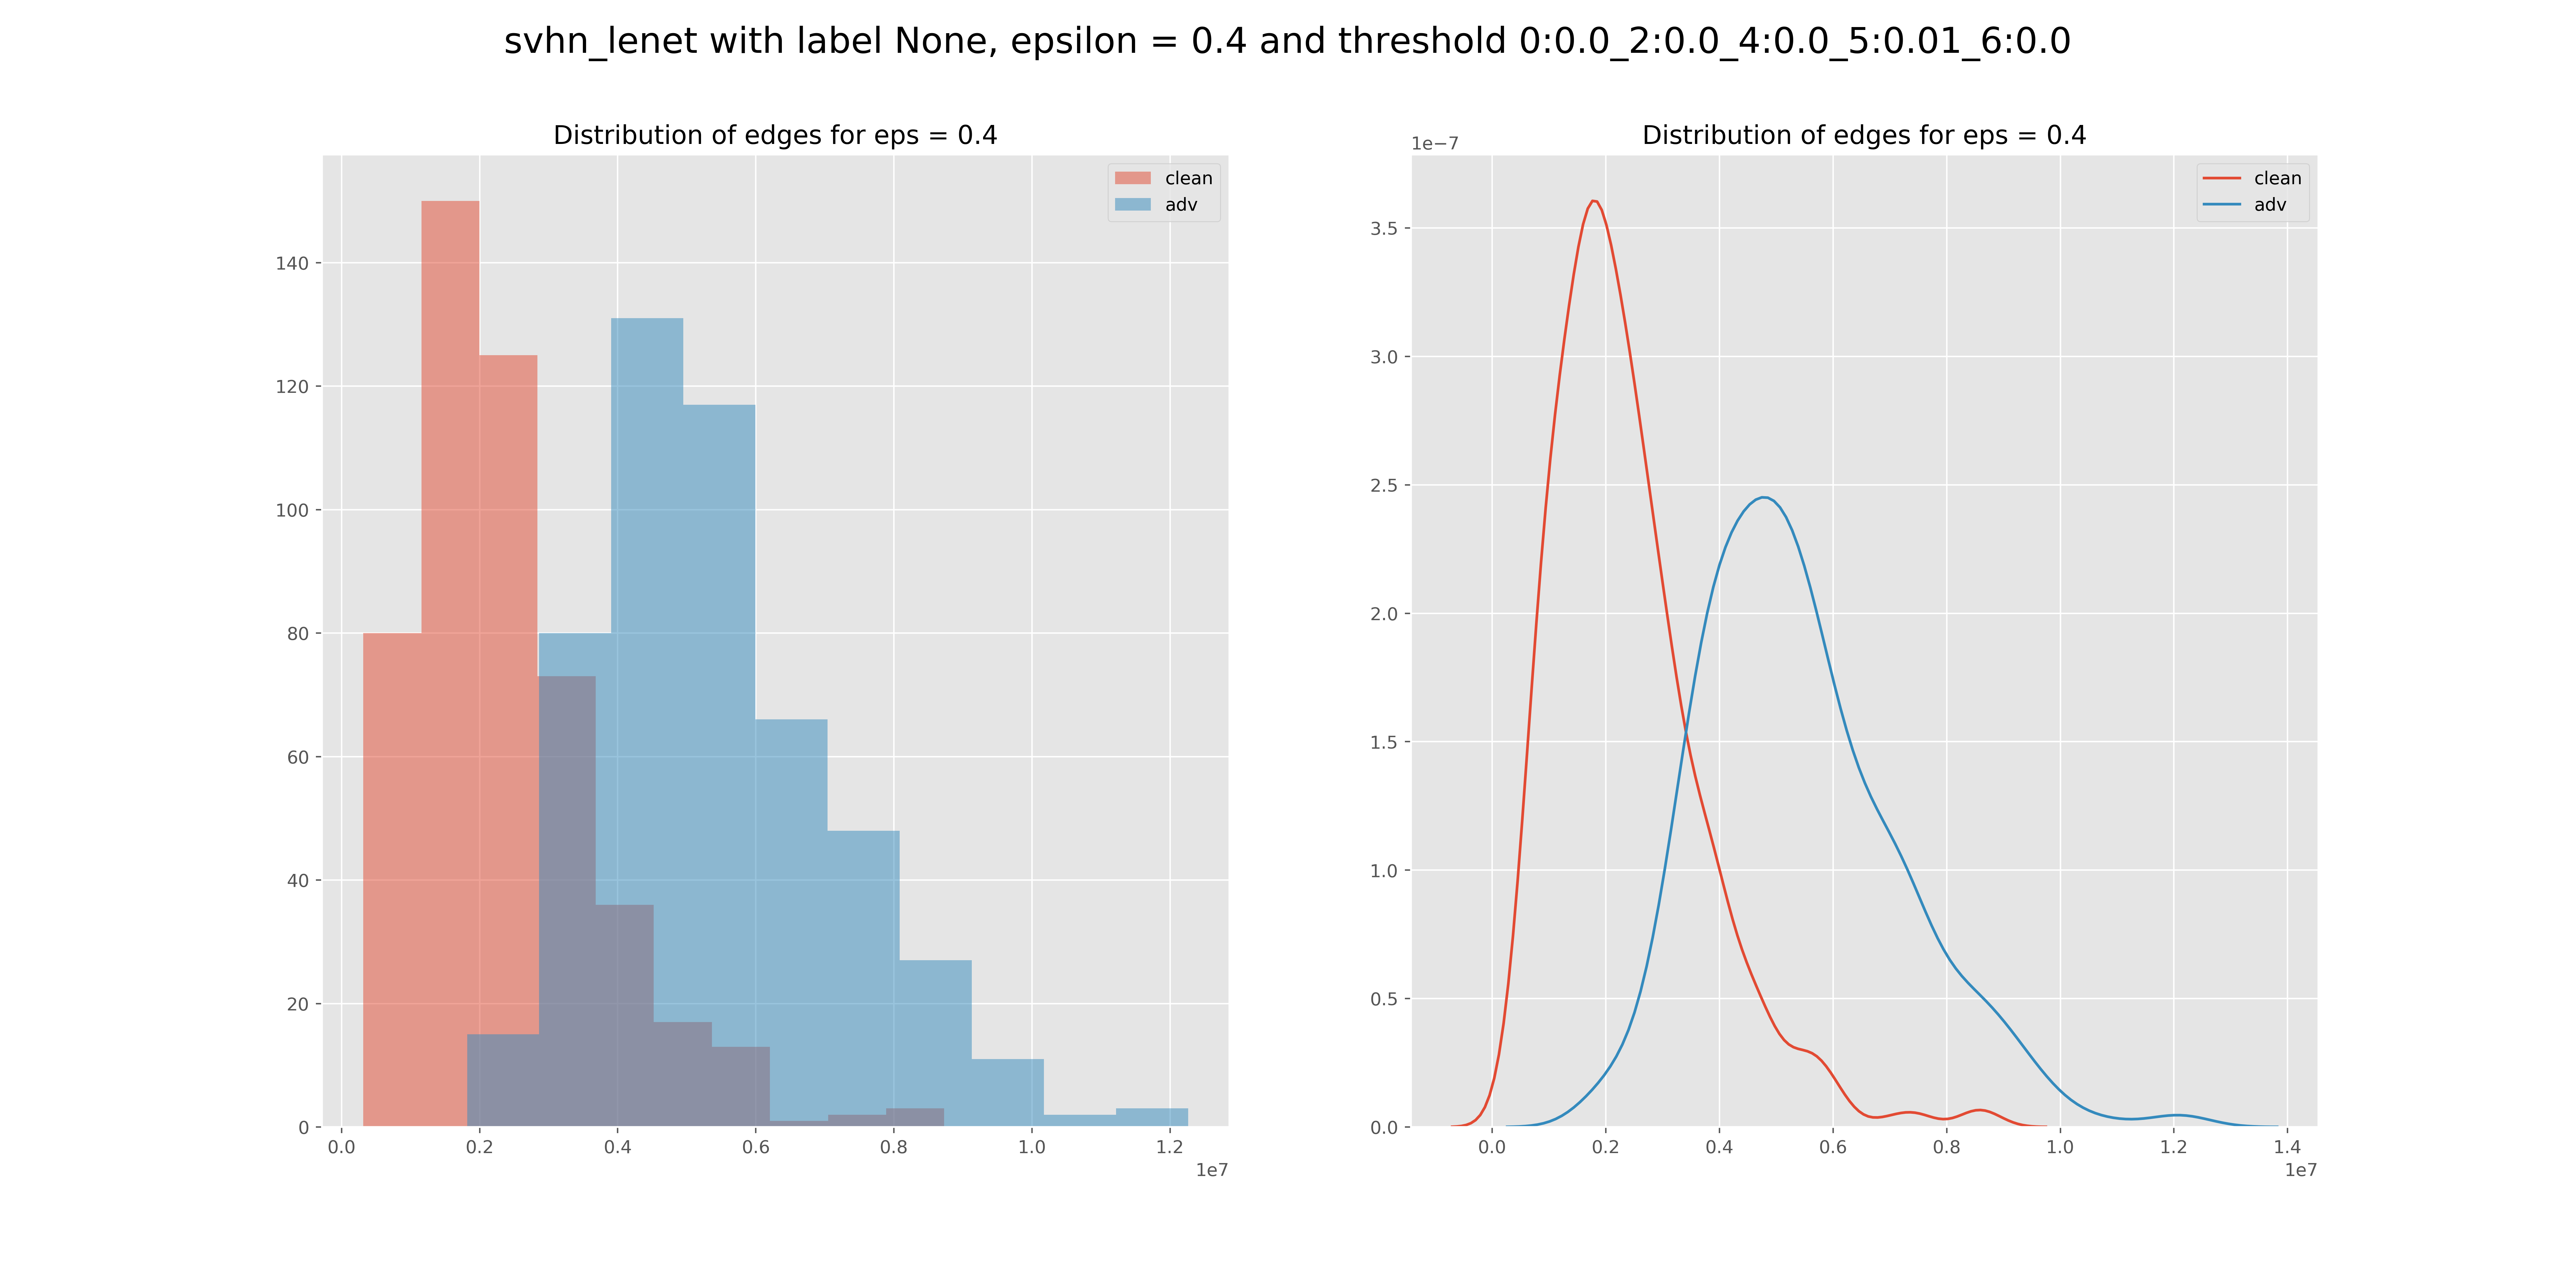 svhn_lenet with label None, epsilon = 0.4 and threshold 0:0.0_2:0.0_4:0.0_5:0.01_6:0.0
Distribution of edges for eps = 0.4
clean
adv
140
120
100
80
60
40
20
0
0.0 0.2 0.4 0.6 0.8 1.0 1.2
1e7
Distribution of edges for eps = 0.4
1e−7
clean
adv
3.5
3.0
2.5
2.0
1.5
1.0
0.5
0.0
0.0 0.2 0.4 0.6 0.8 1.0 1.2 1.4
1e7